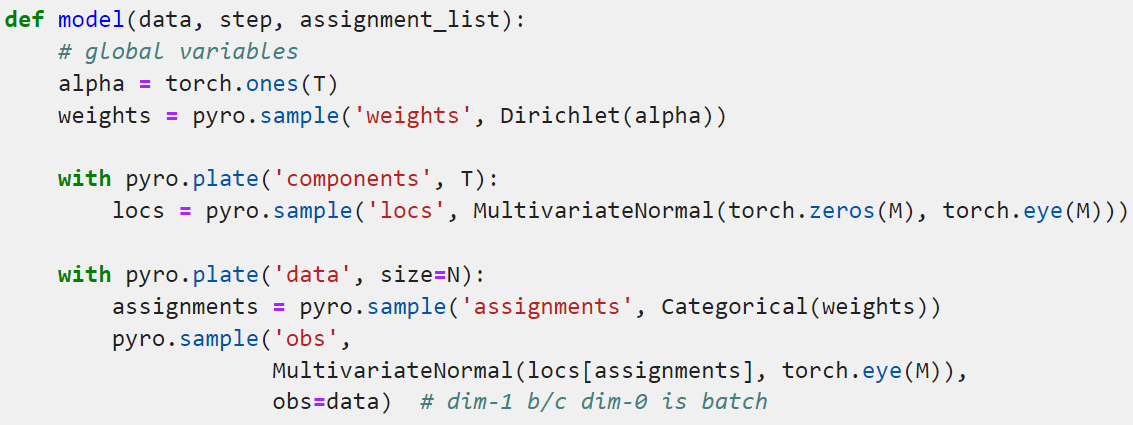 def model(data, step, assignment_list):
    # global variables
    alpha = torch.ones(T)
    weights = pyro.sample('weights', Dirichlet(alpha))

    with pyro.plate('components', T):
        locs = pyro.sample('locs', MultivariateNormal(torch.zeros(M), torch.eye(M)))

    with pyro.plate('data', size=N):
        assignments = pyro.sample('assignments', Categorical(weights))
        pyro.sample('obs',
                    MultivariateNormal(locs[assignments], torch.eye(M)),
                    obs=data)  # dim-1 b/c dim-0 is batch